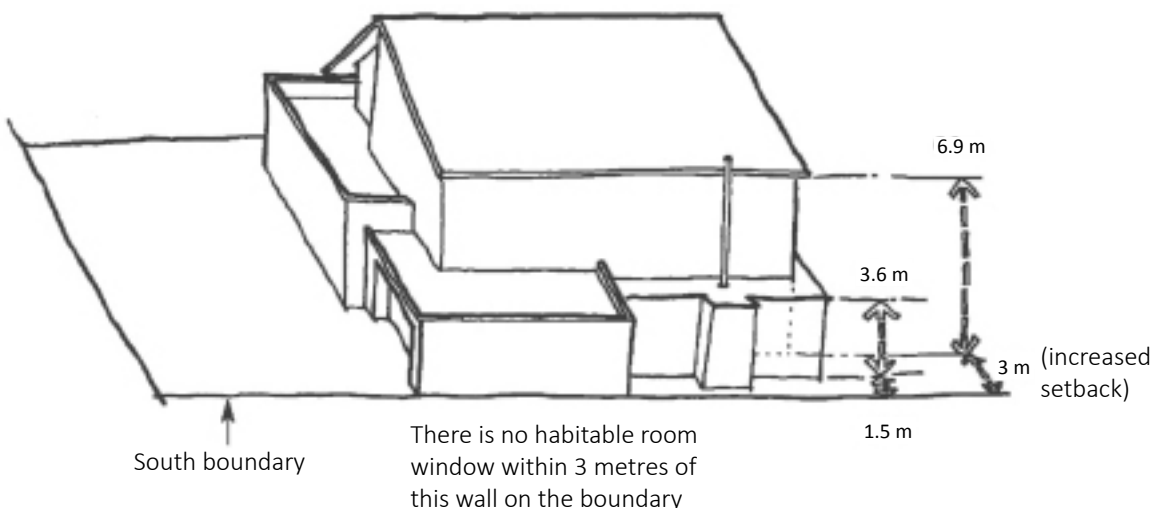 6.9 m
3.6 m
3 m (increased
setback)
1.5 m
South boundary
There is no habitable room
window within 3 metres of
this wall on the boundary